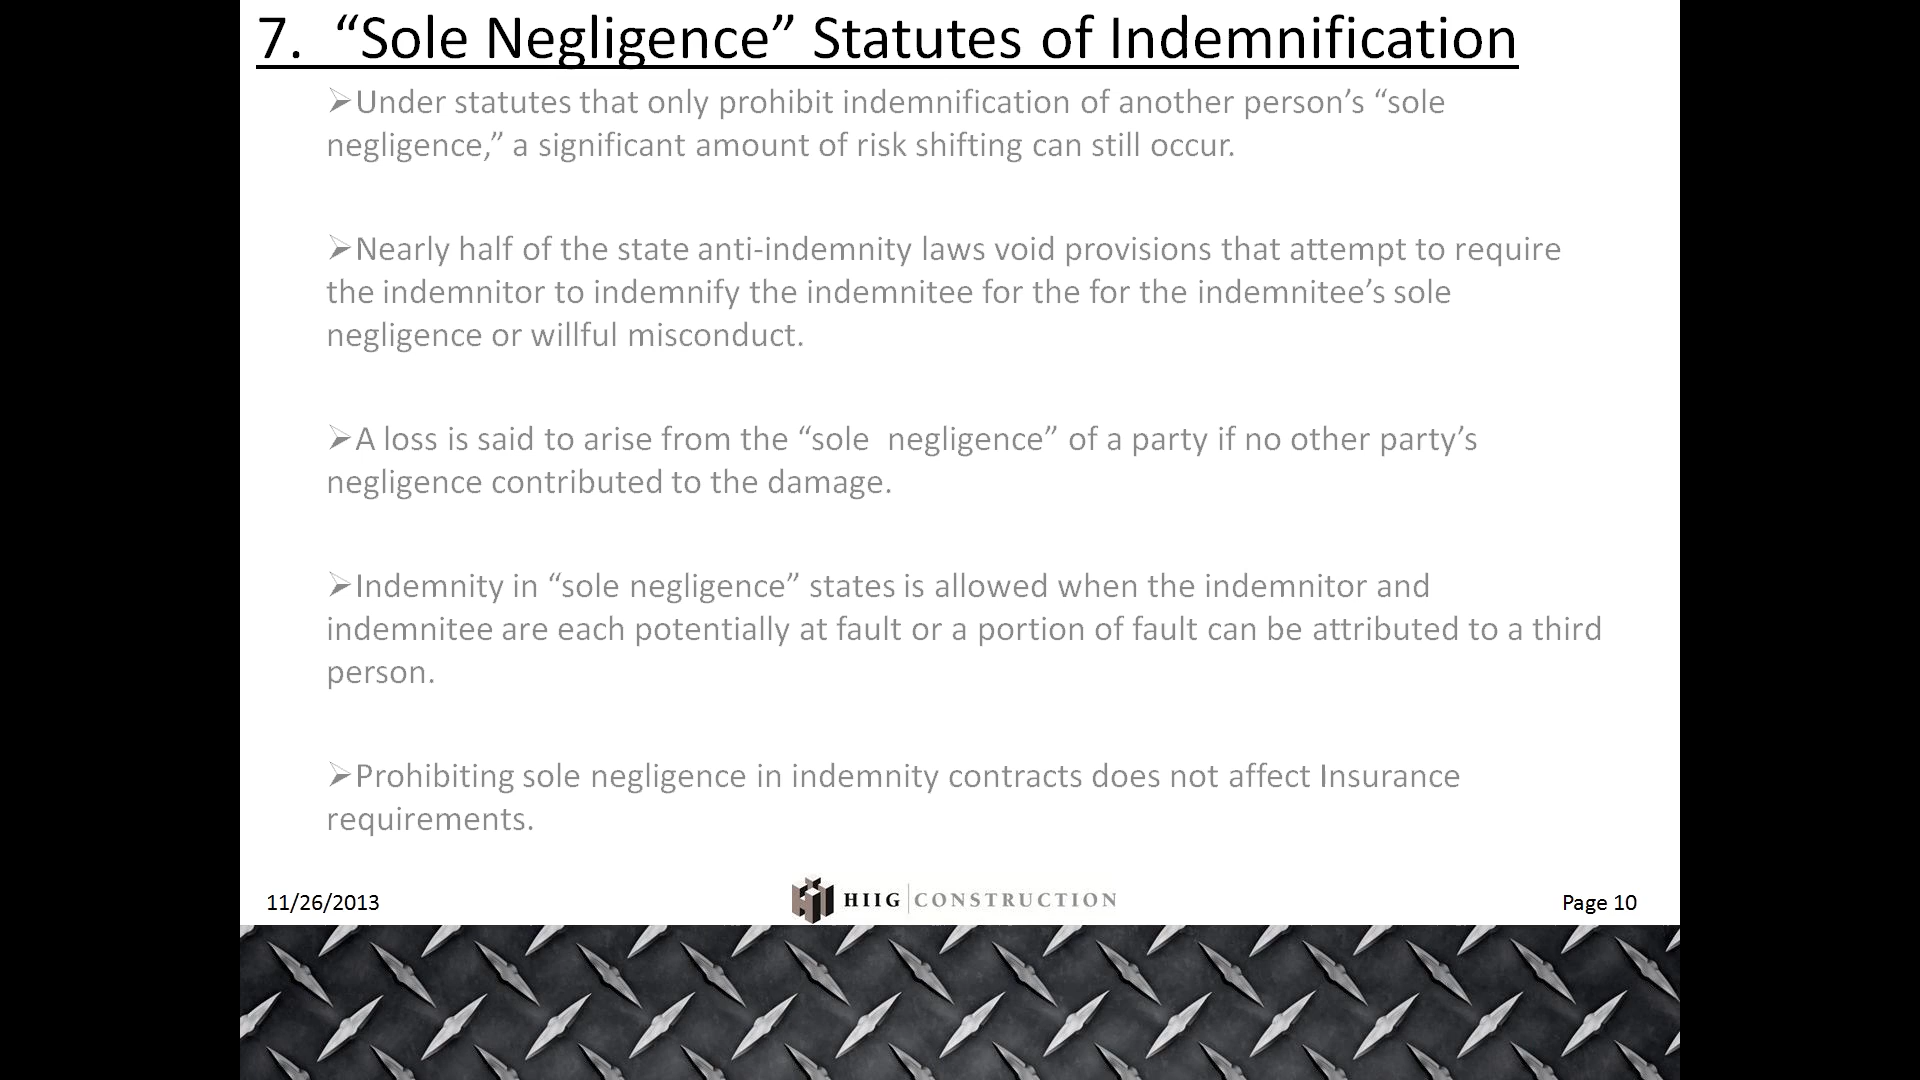 7.  “Sole Negligence” Statutes of Indemnification
➢Under statutes that only prohibit indemnification of another person’s “sole
negligence,” a significant amount of risk shifting can still occur.
➢Nearly half of the state anti-indemnity laws void provisions that attempt to require
the indemnitor to indemnify the indemnitee for the for the indemnitee’s sole
negligence or willful misconduct.
➢A loss is said to arise from the “sole  negligence” of a party if no other party’s
negligence contributed to the damage.
➢Indemnity in “sole negligence” states is allowed when the indemnitor and
indemnitee are each potentially at fault or a portion of fault can be attributed to a third
person.
➢Prohibiting sole negligence in indemnity contracts does not affect Insurance
requirements.
11/26/2013
HIIG CONSTRUCTION
Page 10